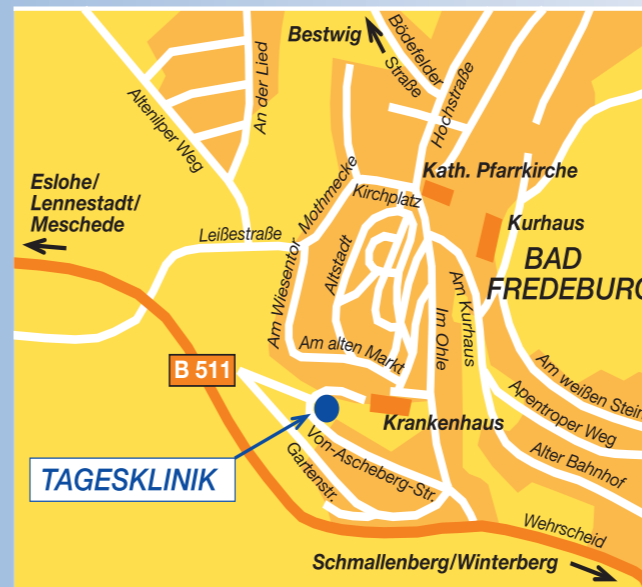 Bestwig
Bödefelder
Straße
Hochstraße
An der Lied
Altenilper Weg
Kath. Pfarrkirche
Eslohe/
Lennestadt/
Meschede
Mothmecke
Kirchplatz
Kurhaus
Leißestraße
BAD
FREDEBURG
Am Wiesentor
Altstadt
Am Kurhaus
Im Ohle
Am alten Markt
B 511
Am weißen Stein
Apentroper Weg
Krankenhaus
Alter Bahnhof
Von-Ascheberg-Str.
Gartenstr.
TAGESKLINIK
Wehrscheid
Schmallenberg/Winterberg